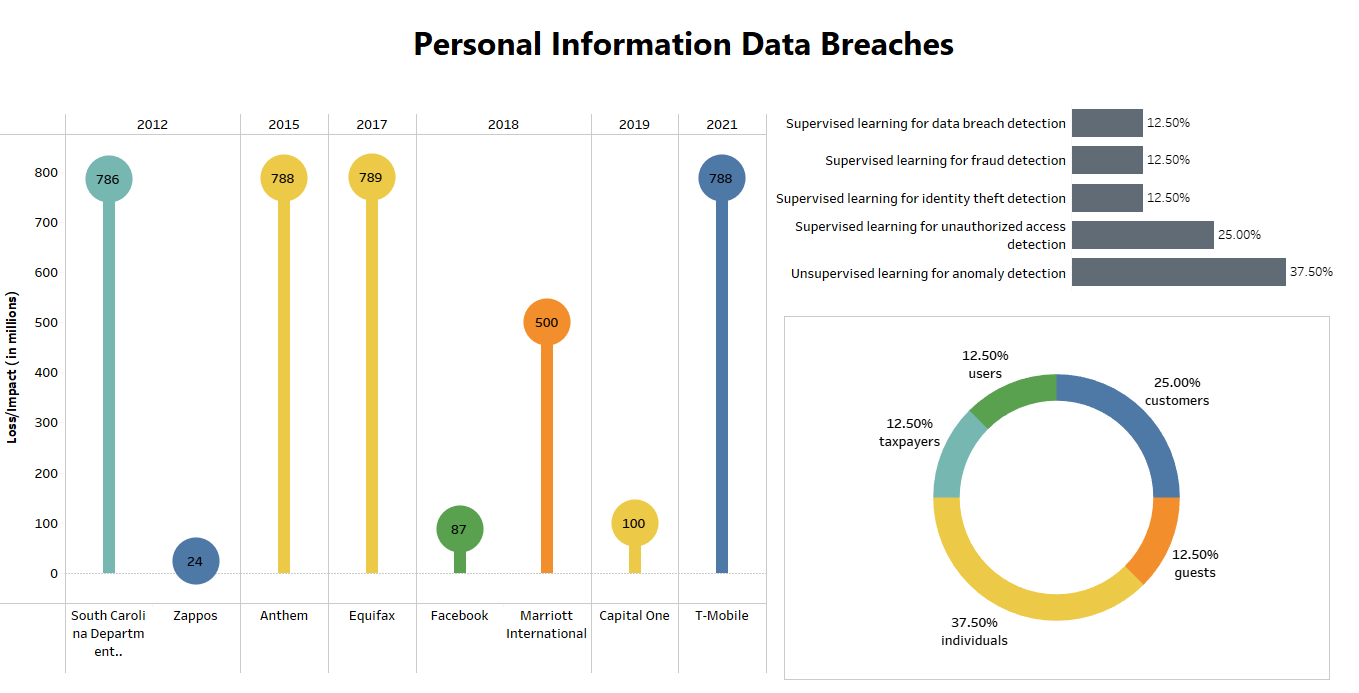 Personal Information Data Breaches
2012
2015
2017
2018
2019
2021
Loss/Impact ( in millions)
800
700
600
500
400
300
200
100
0
786
24
788
789
87
500
100
788
South Caroli
na Departm
ent..
Zappos
Anthem
Equifax
Facebook
Marriott
International
Capital One
T-Mobile
Supervised learning for data breach detection
12.50%
Supervised learning for fraud detection
12.50%
Supervised learning for identity theft detection
12.50%
Supervised learning for unauthorized access
detection
25.00%
Unsupervised learning for anomaly detection
37.50%
12.50%
users
25.00%
customers
12.50%
taxpayers
12.50%
guests
37.50%
individuals